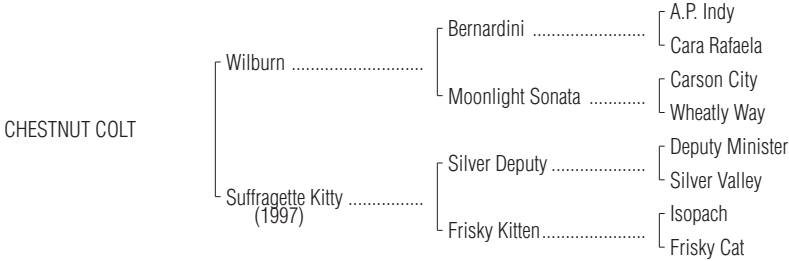 A.P. Indy
Bernardini ........................
Cara Rafaela
Wilburn ............................
Carson City
Moonlight Sonata ............
Wheatly Way
CHESTNUT COLT
Deputy Minister
Silver Deputy ....................
Silver Valley
Suffragette Kitty ................
(1997)
Isopach
Frisky Kitten......................
Frisky Cat